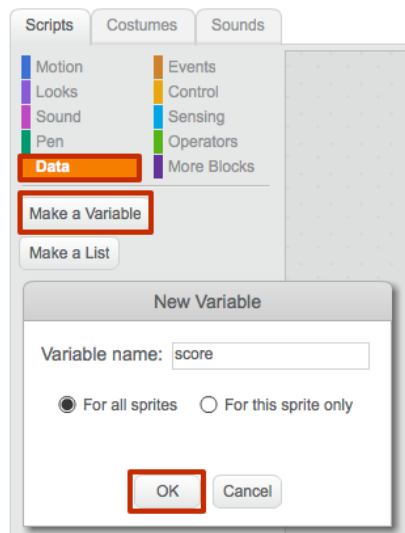 Scripts Costumes Sounds
Motion Events
Looks Control
Sound Sensing
Pen Operators
Data More Blocks
Make a Variable
Make a List
New Variable
Variable name: score
For all sprites For this sprite only
OK Cancel